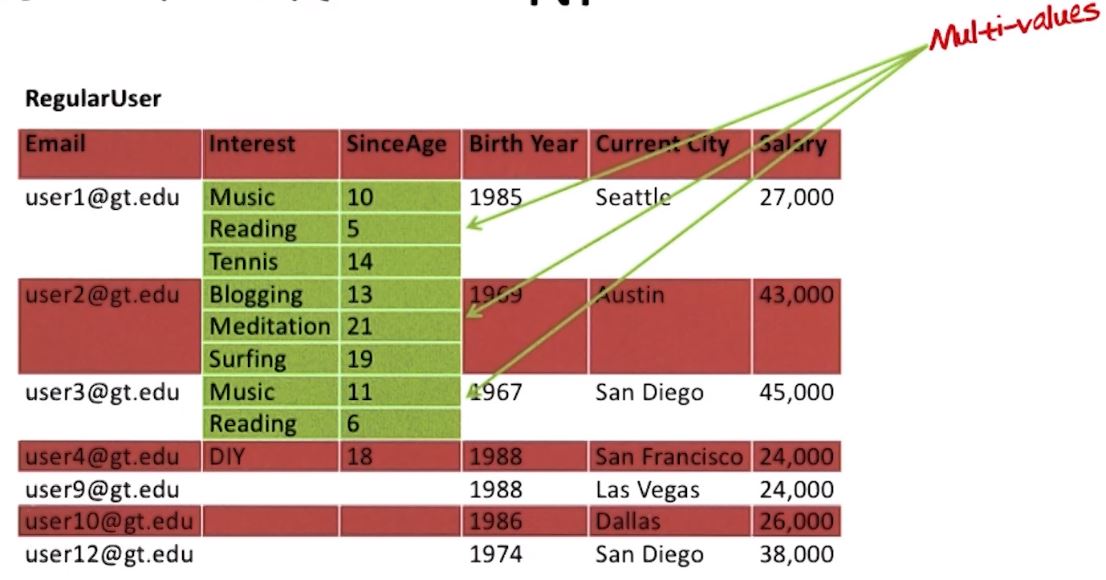 Multi-values
RegularUser
Email Interest SinceAge Birth Year Current City Salary
user1@gt.edu Music 10 1985 Seattle 27,000
Reading 5
Tennis 14
user2@gt.edu Blogging 13 1969 Austin 43,000
Meditation 21
Surfing 19
user3@gt.edu Music 11 1967 San Diego 45,000
Reading 6
user4@gt.edu DIY 18 1988 San Francisco 24,000
user9@gt.edu 1988 Las Vegas 24,000
user10@gt.edu 1986 Dallas 26,000
user12@gt.edu 1974 San Diego 38,000